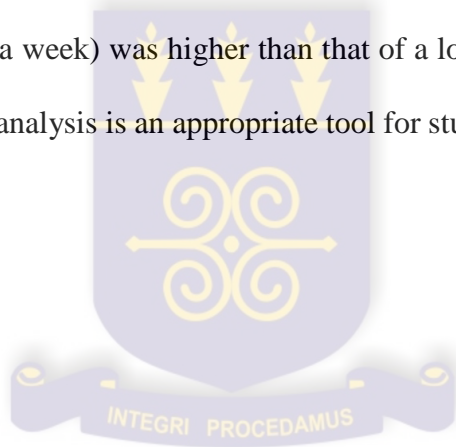 a week) was higher than that of a lo
analysis is an appropriate tool for stu
INTEGRI PROCEDAMUS